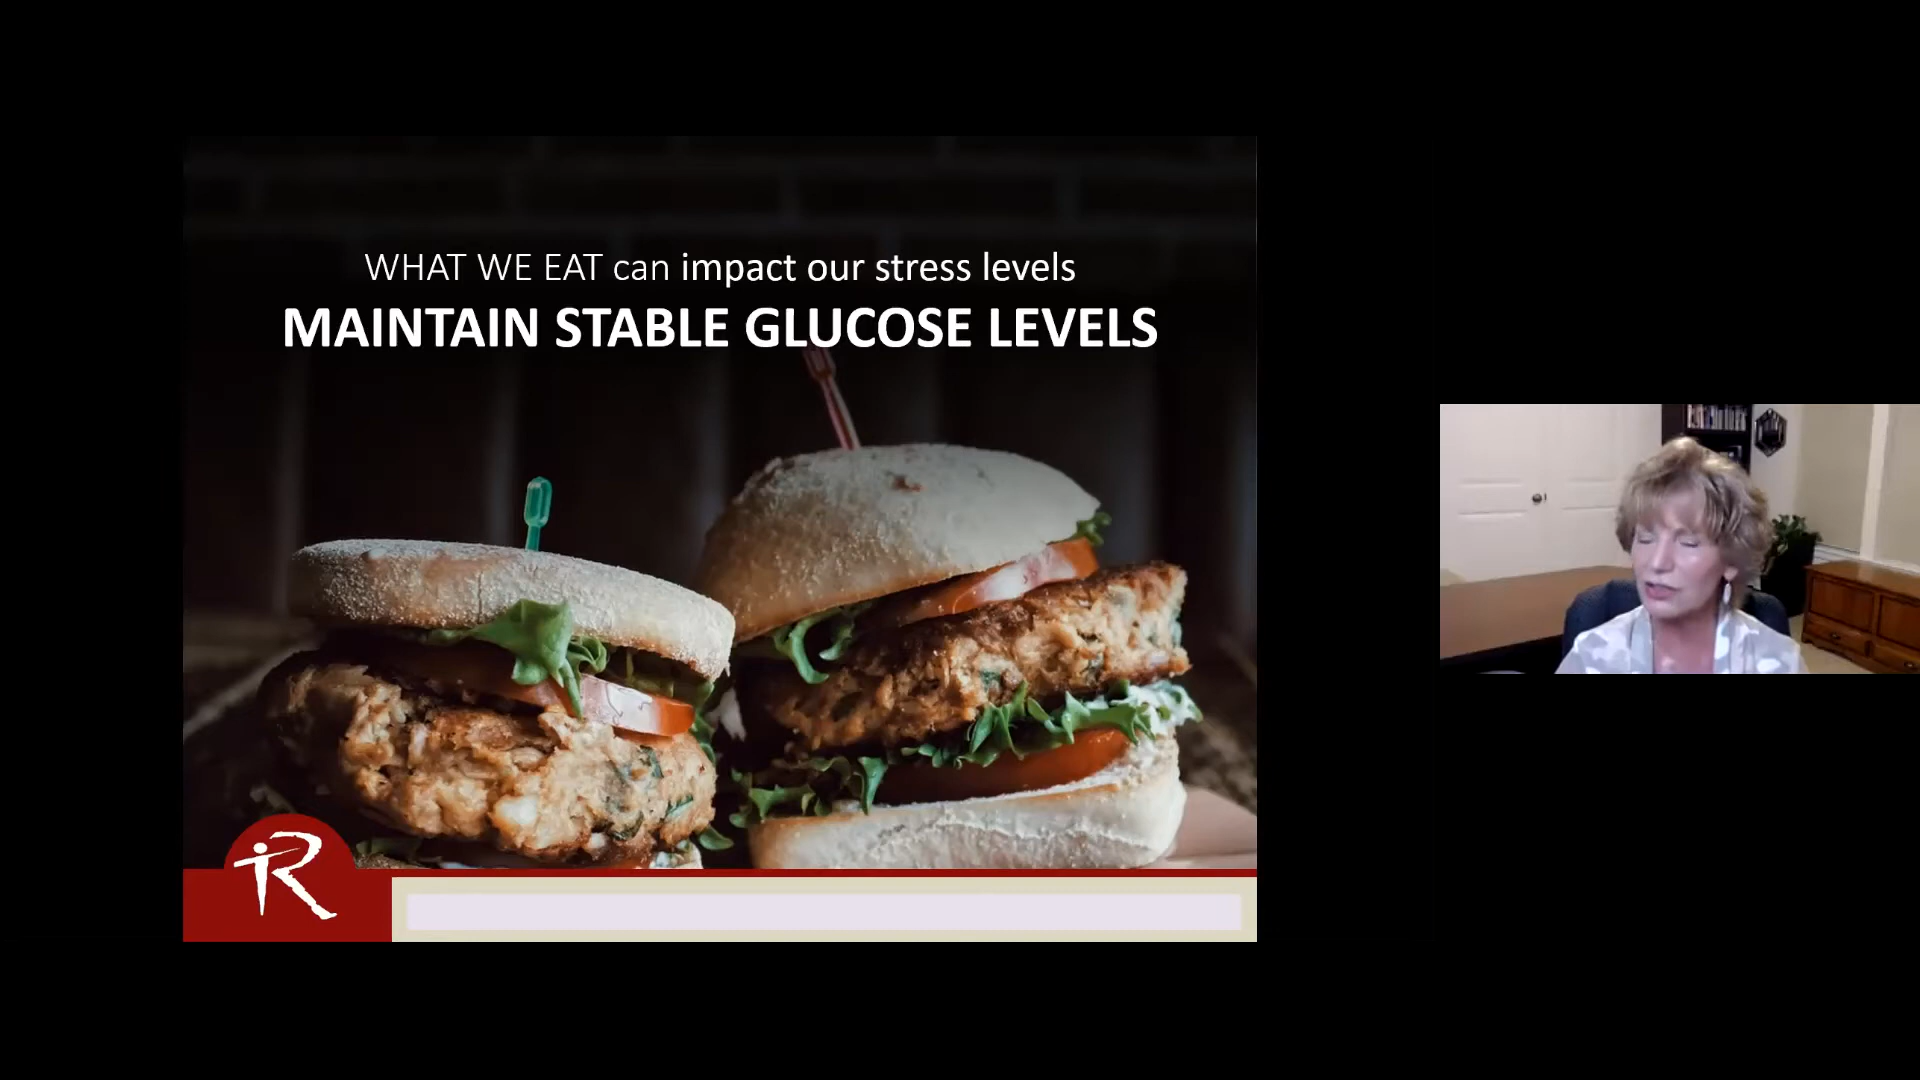 WHAT WE EAT can impact our stress levels
MAINTAIN STABLE GLUCOSE LEVELS
R